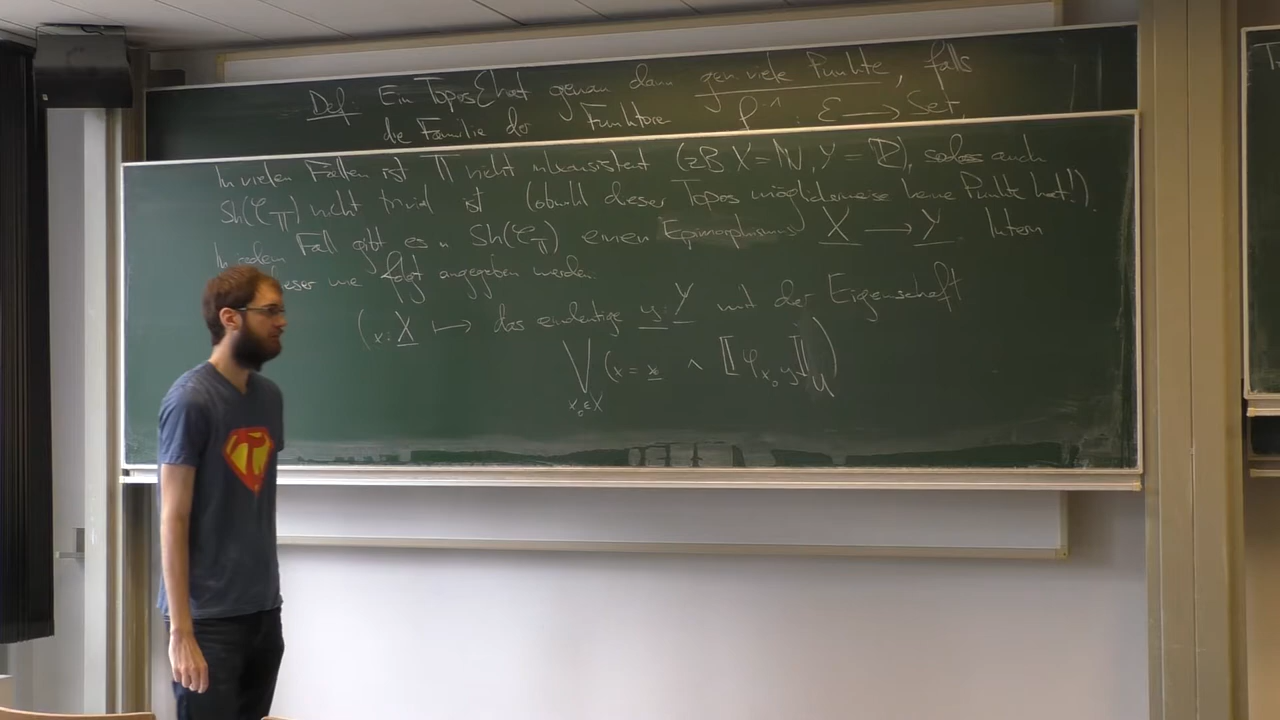 Def: Ein Topos ℰ hat genau dann gen. viele Punkte, falls
die Familie der Funktoren f⁻¹ : ℰ → Set
In vielen Fällen ist 𝕋 nicht inkonsistent (zB X = ℕ, Y = ℝ), sodass auch
Sh(𝒞_𝕋) nicht trivial ist (obwohl dieser Topos möglicherweise keine Punkte hat!).
In jedem Fall gibt es in Sh(𝒞_𝕋) einen Epimorphismus X → Y Intern
dieser wie folgt angegeben werden:
(x : X ↦ das eindeutige y : Y mit der Eigenschaft
⋁ (x = x₀ ∧ ⟦φ_{x₀,y}⟧_U)
x₀∈X
π
T